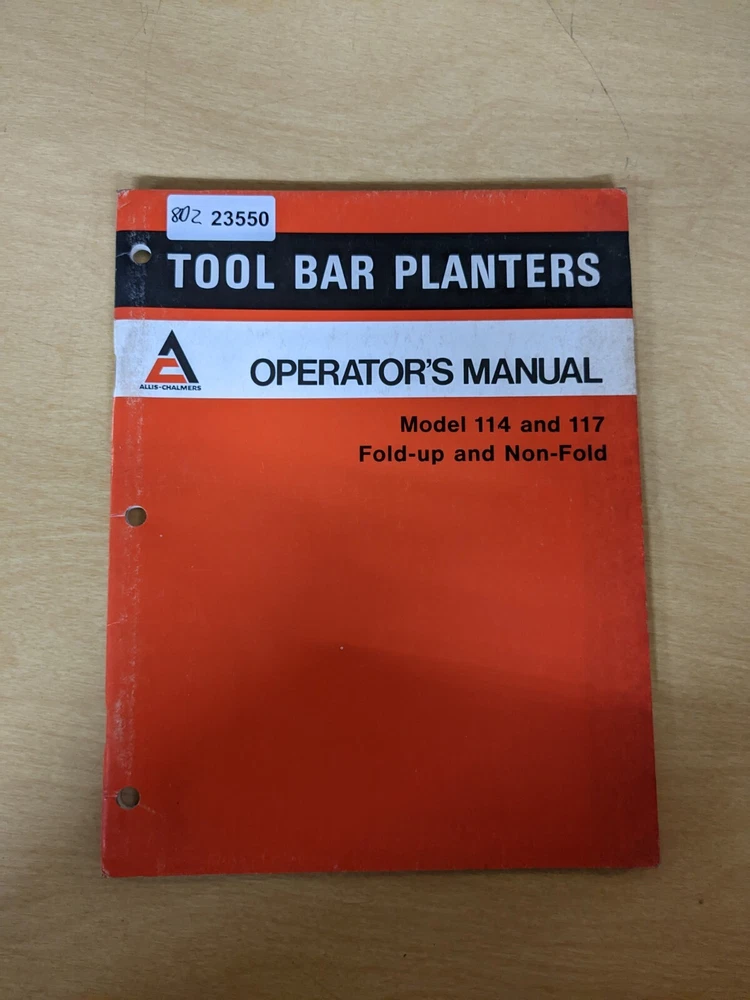 802 23550
TOOL BAR PLANTERS
ALLIS-CHALMERS
OPERATOR'S MANUAL
Model 114 and 117
Fold-up and Non-Fold